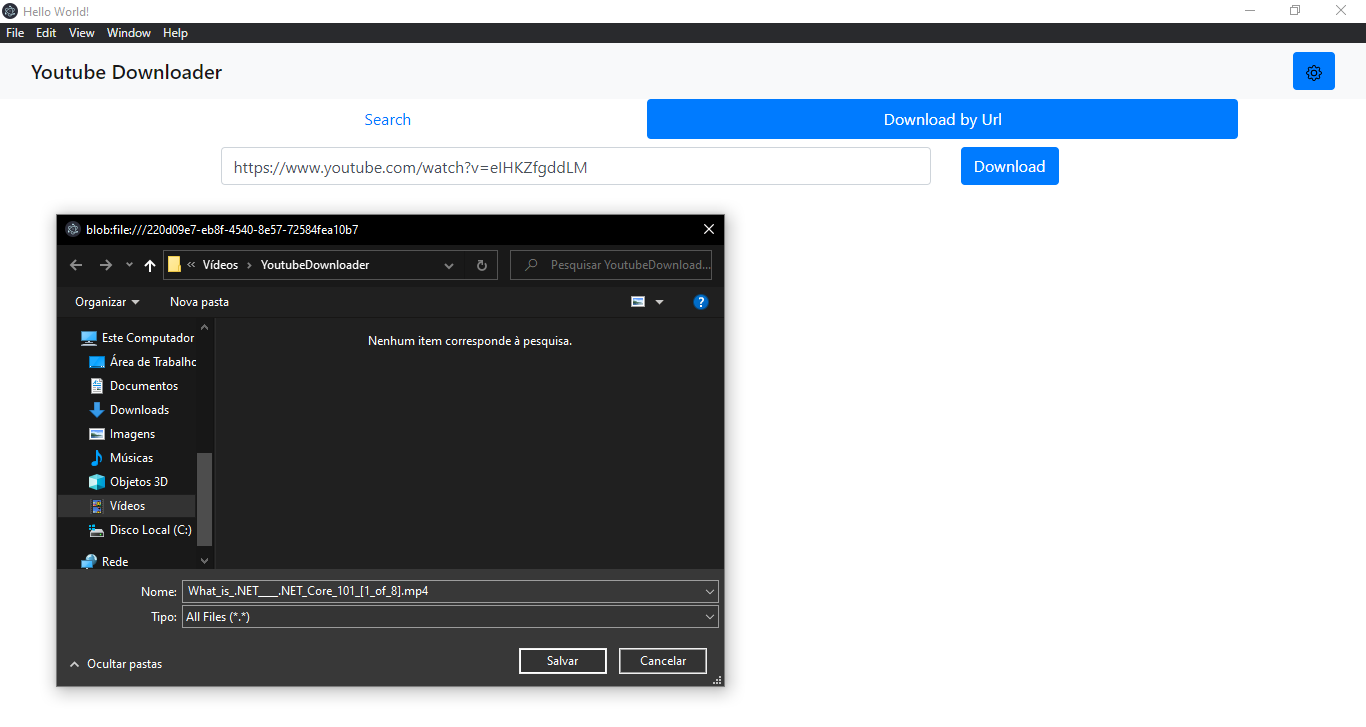 Hello World!
File Edit View Window Help
Youtube Downloader
Search Download by Url
https://www.youtube.com/watch?v=eIHKZfgddLM Download
blob:file:///220d09e7-eb8f-4540-8e57-72584fea10b7
« Vídeos › YoutubeDownloader Pesquisar YoutubeDownload...
Organizar Nova pasta ?
Este Computador
Área de Trabalho
Documentos
Downloads
Imagens
Músicas
Objetos 3D
Vídeos
Disco Local (C:)
Rede
Nenhum item corresponde à pesquisa.
Nome: What_is_.NET___.NET_Core_101_[1_of_8].mp4
Tipo: All Files (*.*)
Ocultar pastas Salvar Cancelar